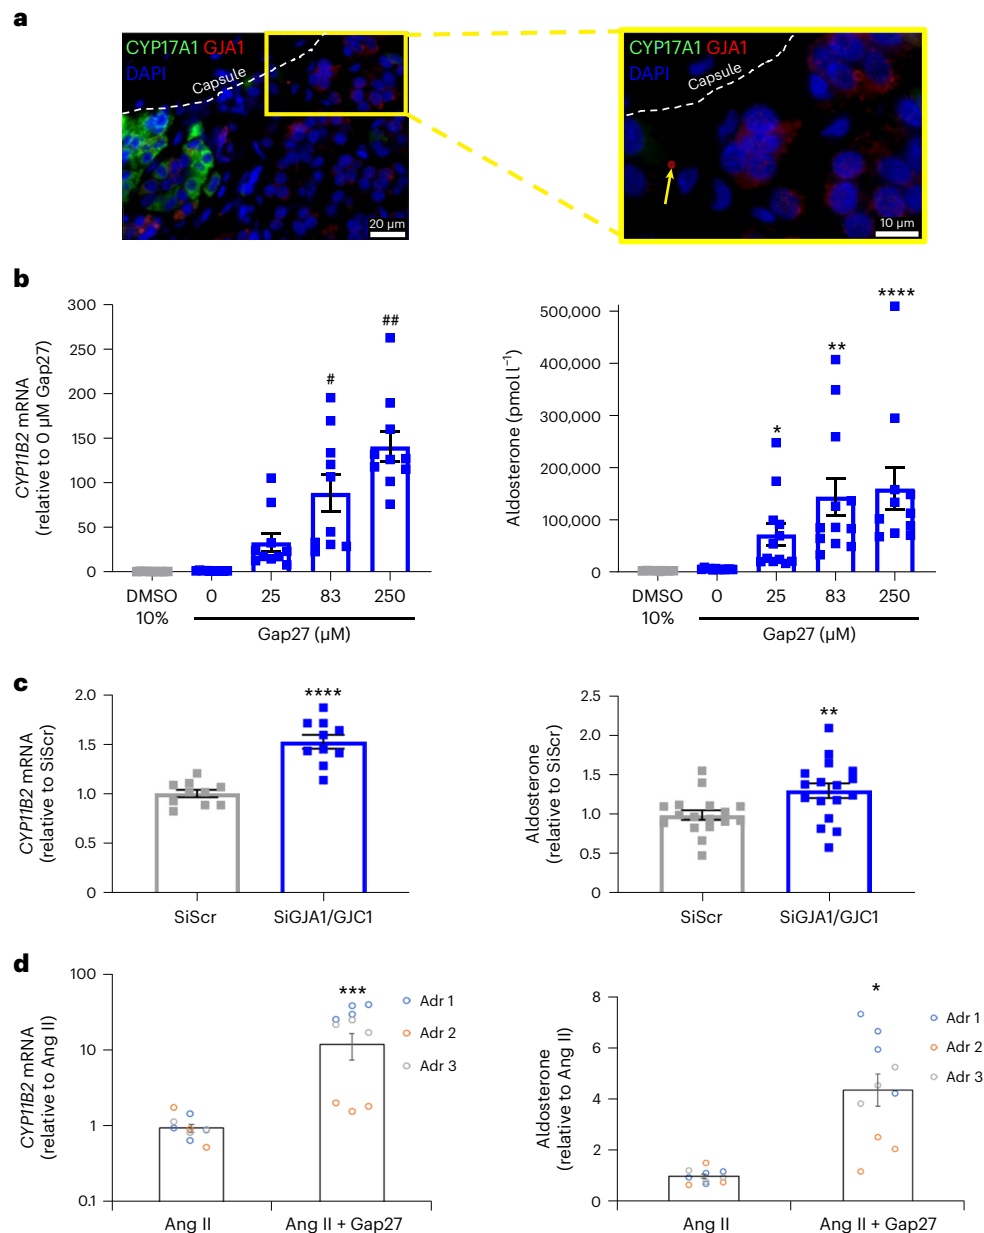 a
CYP17A1 GJA1
DAPI
Capsule
20 µm
CYP17A1 GJA1
DAPI
Capsule
10 µm
b
CYP11B2 mRNA
(relative to 0 µM Gap27)
300
200
150
100
50
0
#
##
DMSO
10%
0
25
83
250
Gap27 (µM)
Aldosterone (pmol l⁻¹)
500,000
400,000
300,000
200,000
100,000
0
*
**
****
DMSO
10%
0
25
83
250
Gap27 (µM)
c
CYP11B2 mRNA
(relative to SiScr)
2.0
1.5
1.0
0.5
0
****
SiScr
SiGJA1/GJC1
Aldosterone
(relative to SiScr)
2.5
2.0
1.5
1.0
0.5
0
**
SiScr
SiGJA1/GJC1
d
CYP11B2 mRNA
(relative to Ang II)
100
10
1
0.1
***
Adr 1
Adr 2
Adr 3
Ang II
Ang II + Gap27
Aldosterone
(relative to Ang II)
8
6
4
2
0
*
Adr 1
Adr 2
Adr 3
Ang II
Ang II + Gap27